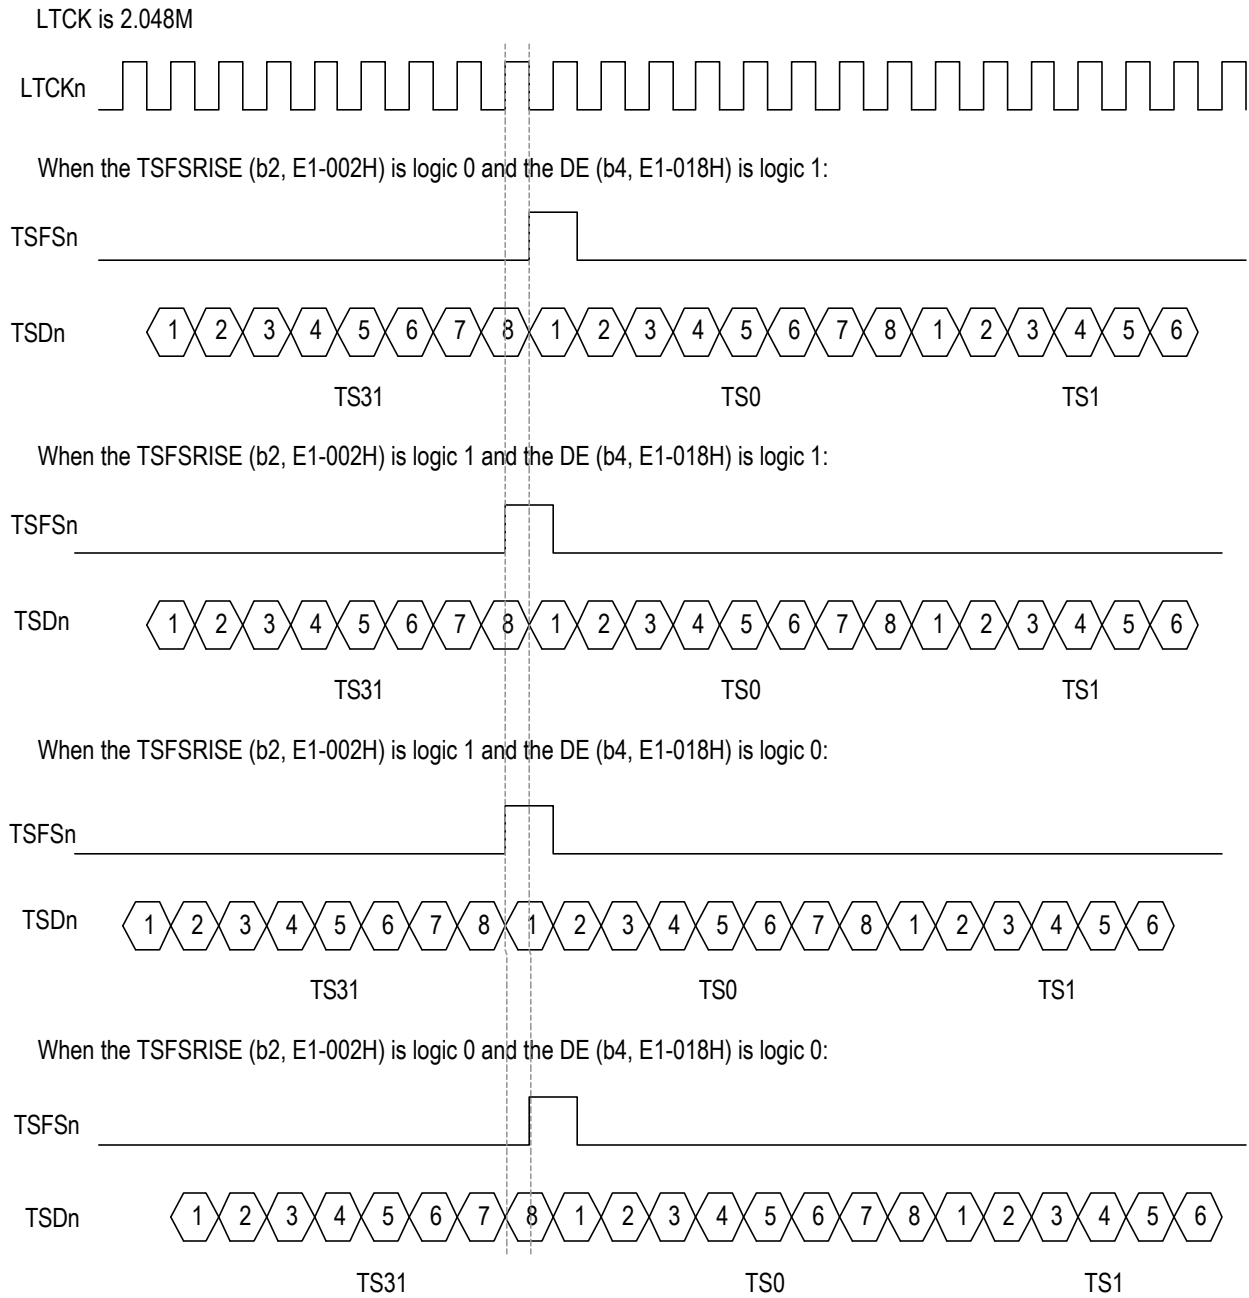 LTCK is 2.048M
LTCKn
When the TSFSRISE (b2, E1-002H) is logic 0 and the DE (b4, E1-018H) is logic 1:
TSFSn
TSDn 1 2 3 4 5 6 7 8 1 2 3 4 5 6 7 8 1 2 3 4 5 6
TS31 TS0 TS1
When the TSFSRISE (b2, E1-002H) is logic 1 and the DE (b4, E1-018H) is logic 1:
TSFSn
TSDn 1 2 3 4 5 6 7 8 1 2 3 4 5 6 7 8 1 2 3 4 5 6
TS31 TS0 TS1
When the TSFSRISE (b2, E1-002H) is logic 1 and the DE (b4, E1-018H) is logic 0:
TSFSn
TSDn 1 2 3 4 5 6 7 8 1 2 3 4 5 6 7 8 1 2 3 4 5 6
TS31 TS0 TS1
When the TSFSRISE (b2, E1-002H) is logic 0 and the DE (b4, E1-018H) is logic 0:
TSFSn
TSDn 1 2 3 4 5 6 7 8 1 2 3 4 5 6 7 8 1 2 3 4 5 6
TS31 TS0 TS1